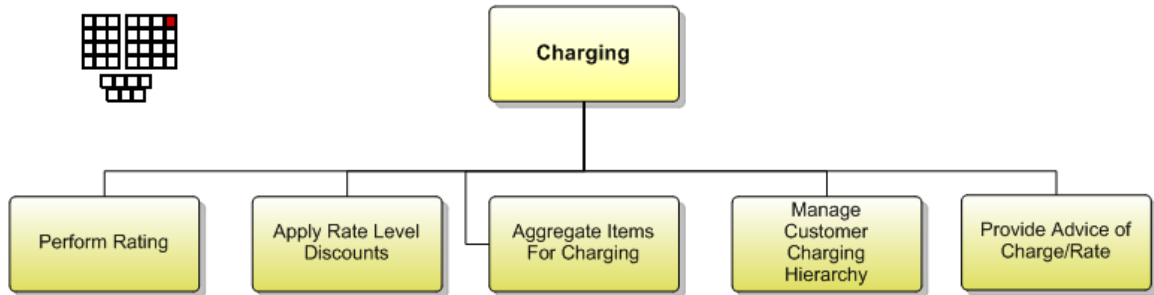 Charging
Perform Rating
Apply Rate Level
Discounts
Aggregate Items
For Charging
Manage
Customer
Charging
Hierarchy
Provide Advice of
Charge/Rate